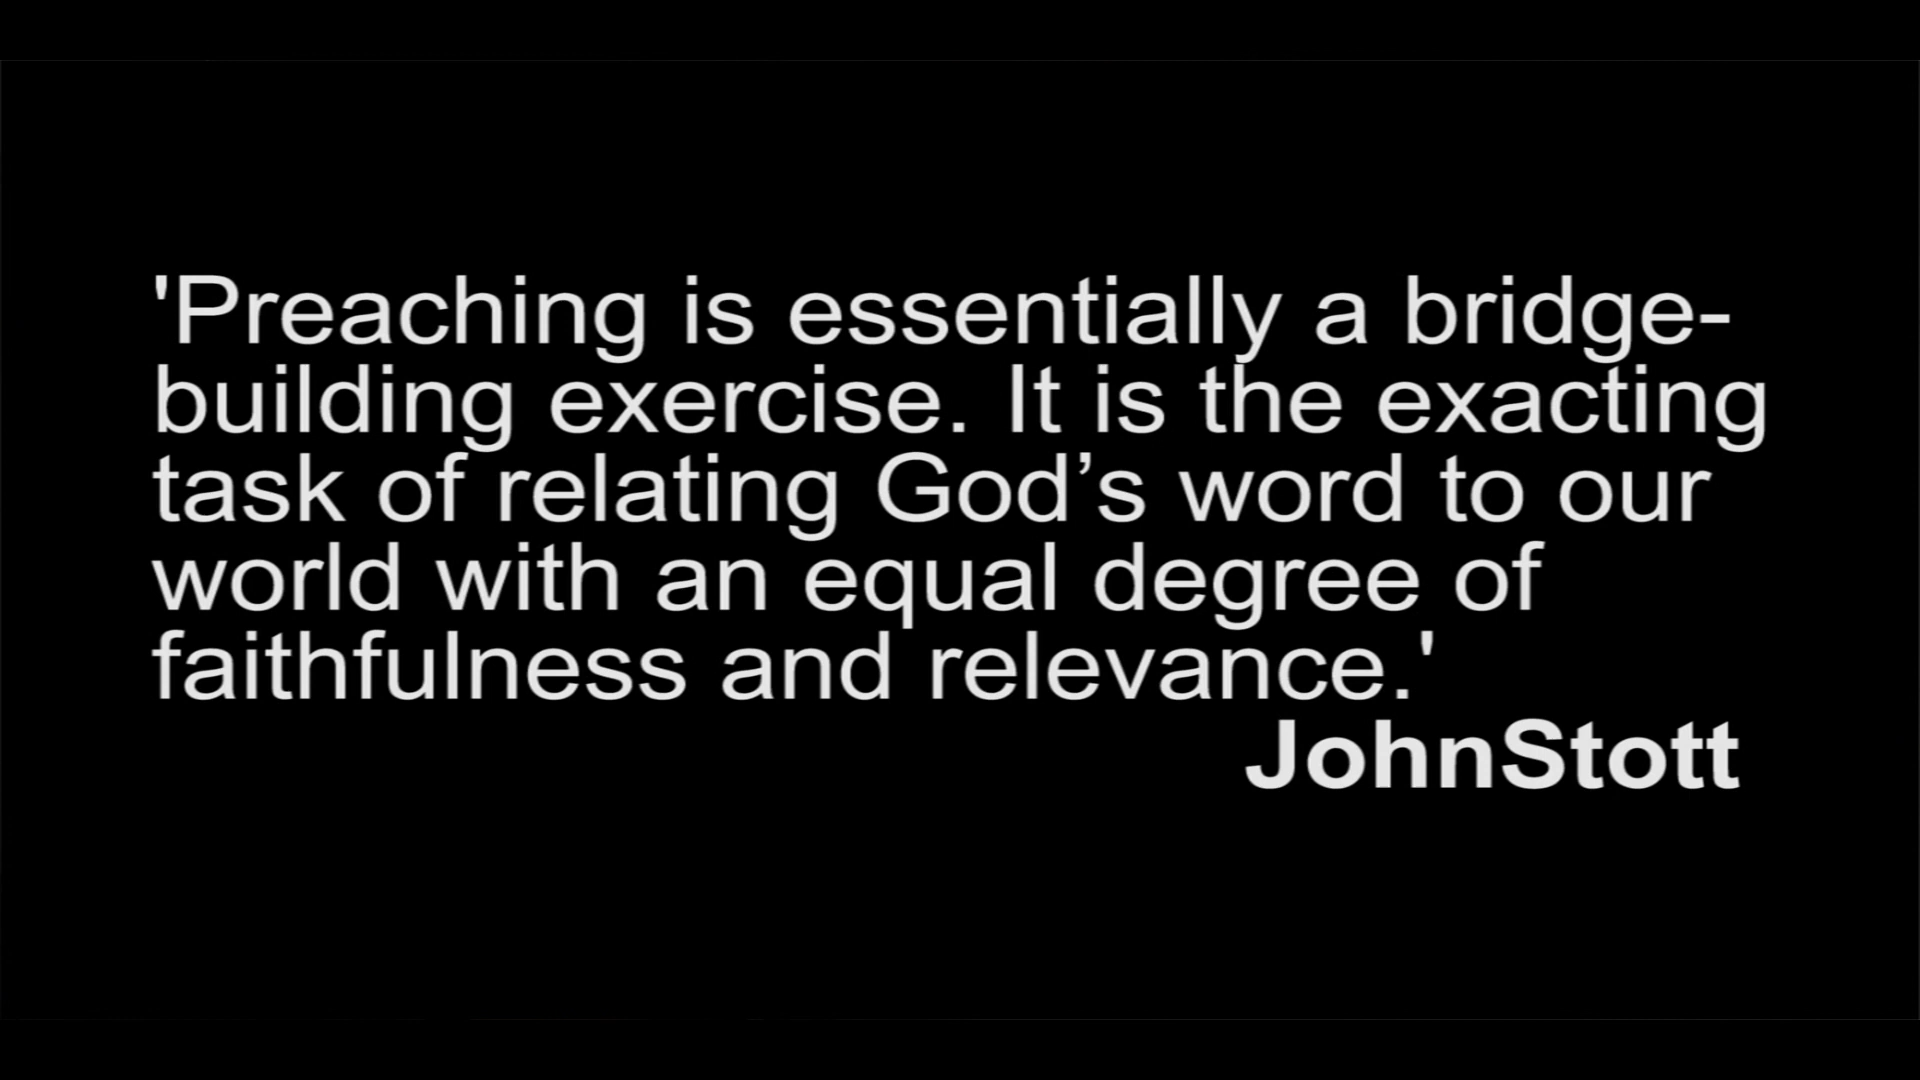 'Preaching is essentially a bridge-
building exercise. It is the exacting
task of relating God’s word to our
world with an equal degree of
faithfulness and relevance.'
JohnStott